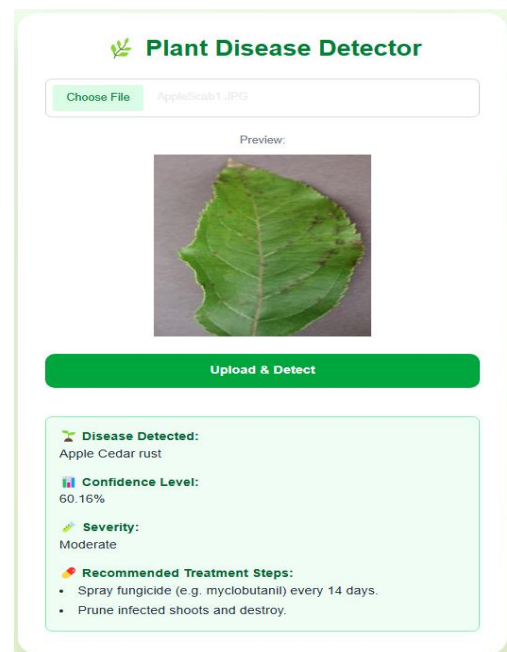 Plant Disease Detector
Choose File AppleScab1.JPG
Preview:
Upload & Detect
Disease Detected:
Apple Cedar rust
Confidence Level:
60.16%
Severity:
Moderate
Recommended Treatment Steps:
• Spray fungicide (e.g. myclobutanil) every 14 days.
• Prune infected shoots and destroy.